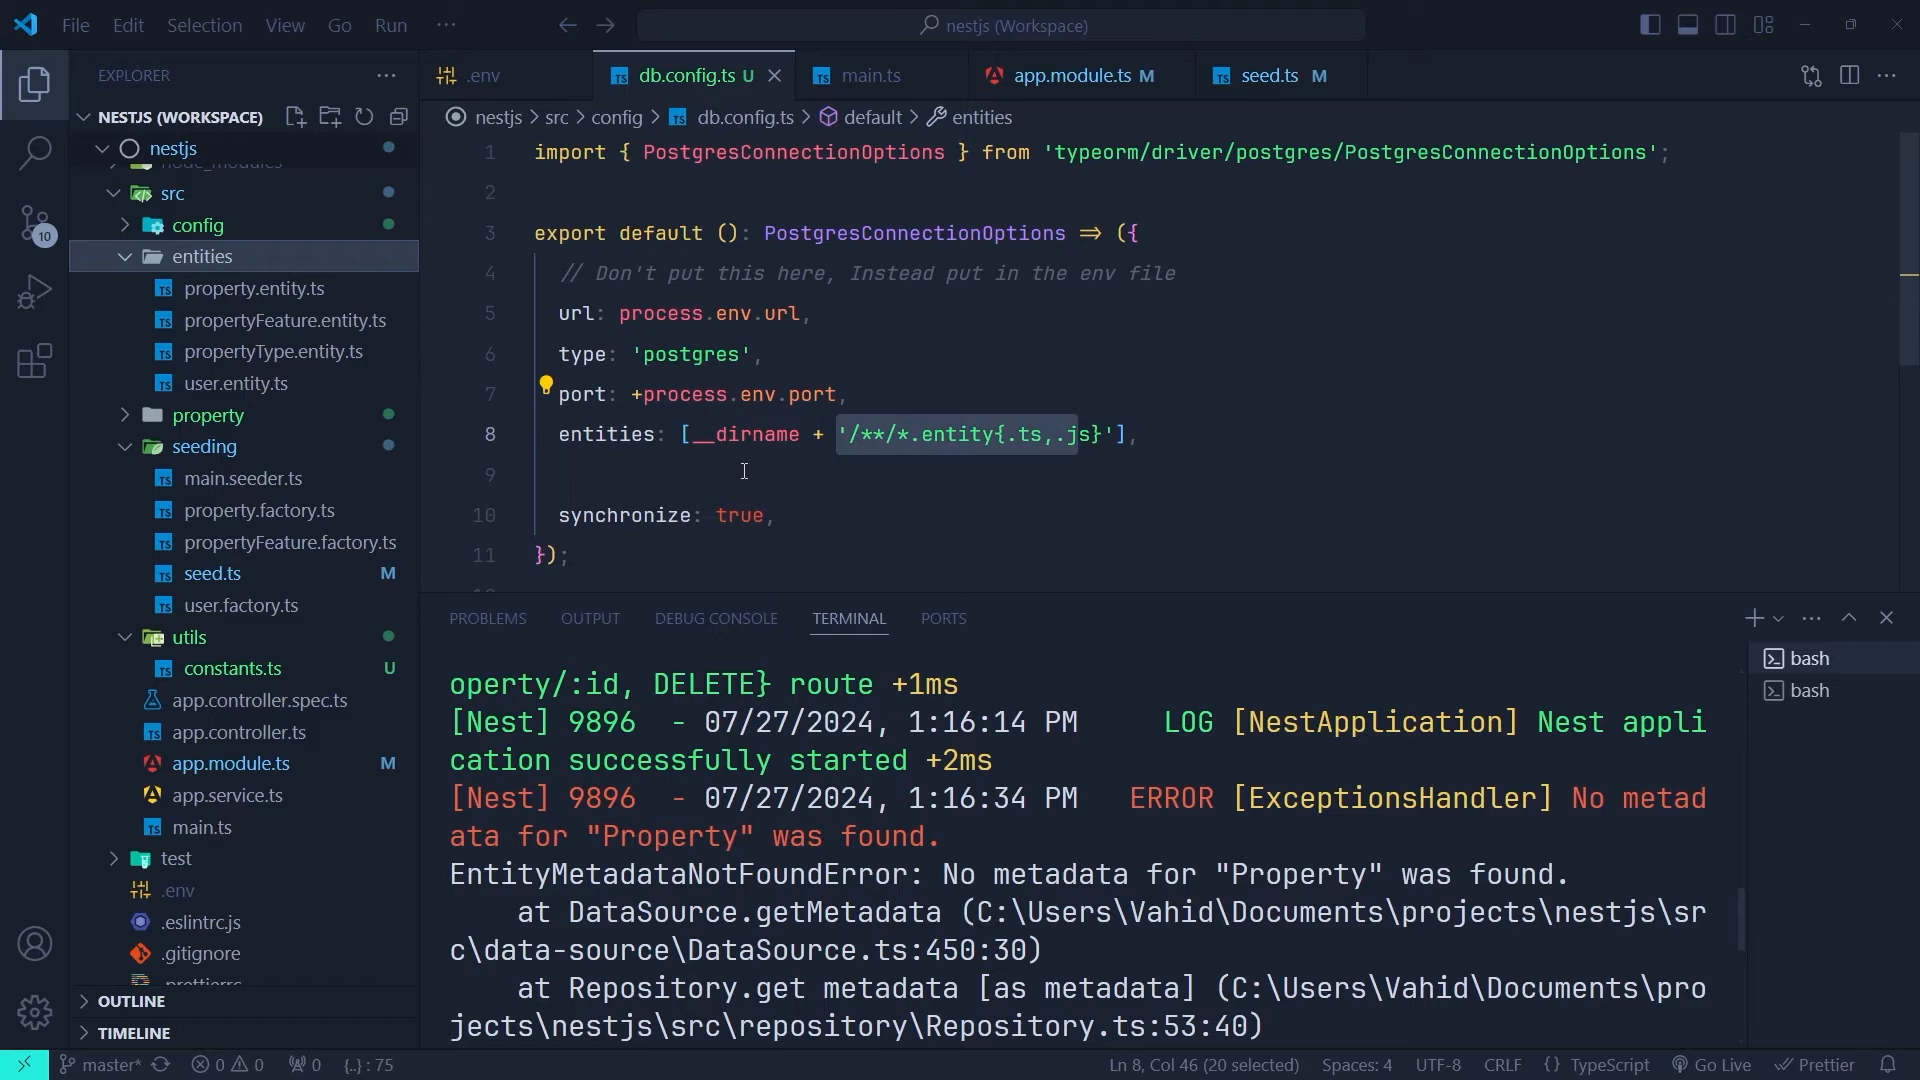 File Edit Selection View Go Run ··· nestjs (Workspace)
EXPLORER
NESTJS (WORKSPACE)
nestjs
node_modules
src
config
entities
property.entity.ts
propertyFeature.entity.ts
propertyType.entity.ts
user.entity.ts
property
seeding
main.seeder.ts
property.factory.ts
propertyFeature.factory.ts
seed.ts M
user.factory.ts
utils
constants.ts U
app.controller.spec.ts
app.controller.ts
app.module.ts M
app.service.ts
main.ts
test
.env
.eslintrc.js
.gitignore
.prettierrc
OUTLINE
TIMELINE
.env db.config.ts U main.ts app.module.ts M seed.ts M
nestjs > src > config > db.config.ts > default > entities
1 import { PostgresConnectionOptions } from 'typeorm/driver/postgres/PostgresConnectionOptions';
2
3 export default (): PostgresConnectionOptions => ({
4 // Don't put this here, Instead put in the env file
5 url: process.env.url,
6 type: 'postgres',
7 port: +process.env.port,
8 entities: [__dirname + '/**/*.entity{.ts,.js}'],
9
10 synchronize: true,
11 });
PROBLEMS OUTPUT DEBUG CONSOLE TERMINAL PORTS
operty/:id, DELETE} route +1ms
[Nest] 9896  - 07/27/2024, 1:16:14 PM     LOG [NestApplication] Nest appli
cation successfully started +2ms
[Nest] 9896  - 07/27/2024, 1:16:34 PM   ERROR [ExceptionsHandler] No metad
ata for "Property" was found.
EntityMetadataNotFoundError: No metadata for "Property" was found.
at DataSource.getMetadata (C:\Users\Vahid\Documents\projects\nestjs\sr
c\data-source\DataSource.ts:450:30)
at Repository.get metadata [as metadata] (C:\Users\Vahid\Documents\pro
jects\nestjs\src\repository\Repository.ts:53:40)
bash
bash
10
master* 0 0 0 {..} : 75 Ln 8, Col 46 (20 selected) Spaces: 4 UTF-8 CRLF {} TypeScript Go Live Prettier